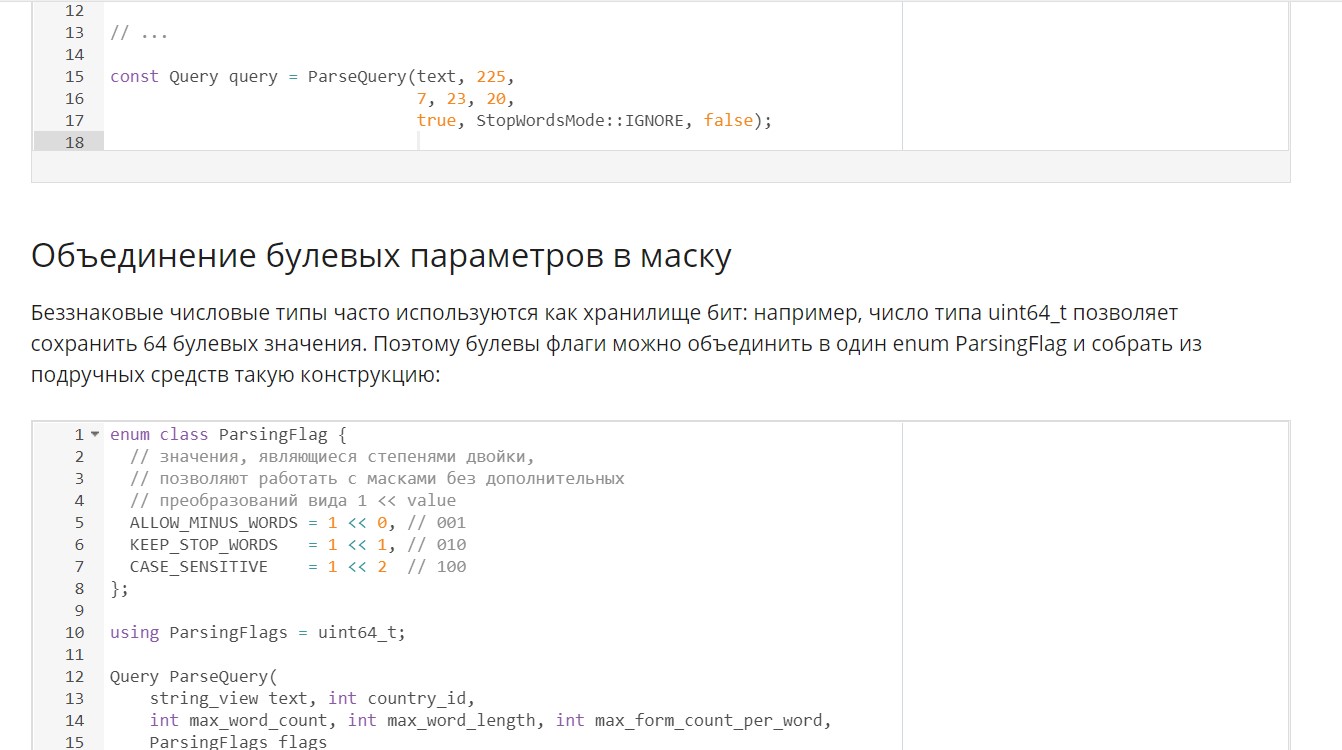 12
13 // ...
14
15 const Query query = ParseQuery(text, 225,
16 7, 23, 20,
17 true, StopWordsMode::IGNORE, false);
18
Объединение булевых параметров в маску
Беззнаковые числовые типы часто используются как хранилище бит: например, число типа uint64_t позволяет
сохранить 64 булевых значения. Поэтому булевы флаги можно объединить в один enum ParsingFlag и собрать из
подручных средств такую конструкцию:
1 enum class ParsingFlag {
2 // значения, являющиеся степенями двойки,
3 // позволяют работать с масками без дополнительных
4 // преобразований вида 1 << value
5 ALLOW_MINUS_WORDS = 1 << 0, // 001
6 KEEP_STOP_WORDS = 1 << 1, // 010
7 CASE_SENSITIVE = 1 << 2 // 100
8 };
9
10 using ParsingFlags = uint64_t;
11
12 Query ParseQuery(
13 string_view text, int country_id,
14 int max_word_count, int max_word_length, int max_form_count_per_word,
15 ParsingFlags flags